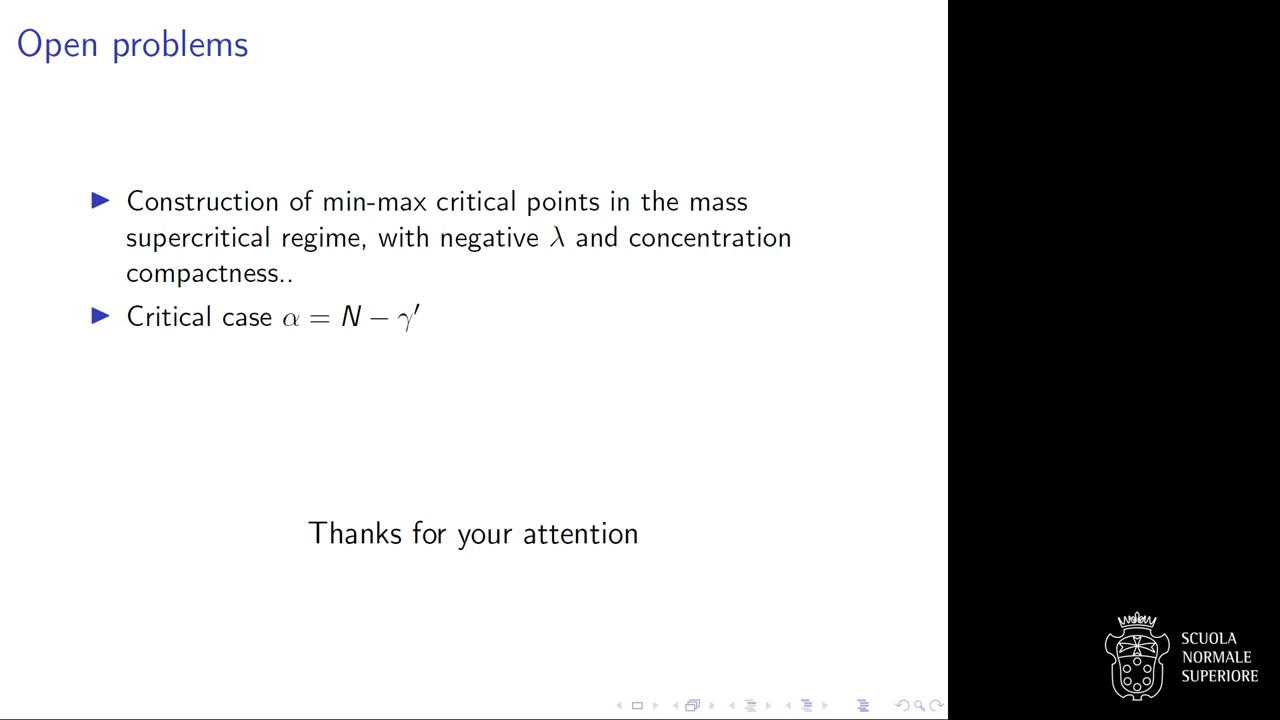 Open problems
Construction of min-max critical points in the mass
supercritical regime, with negative λ and concentration
compactness..
Critical case α = N − γ′
Thanks for your attention
SCUOLA
NORMALE
SUPERIORE